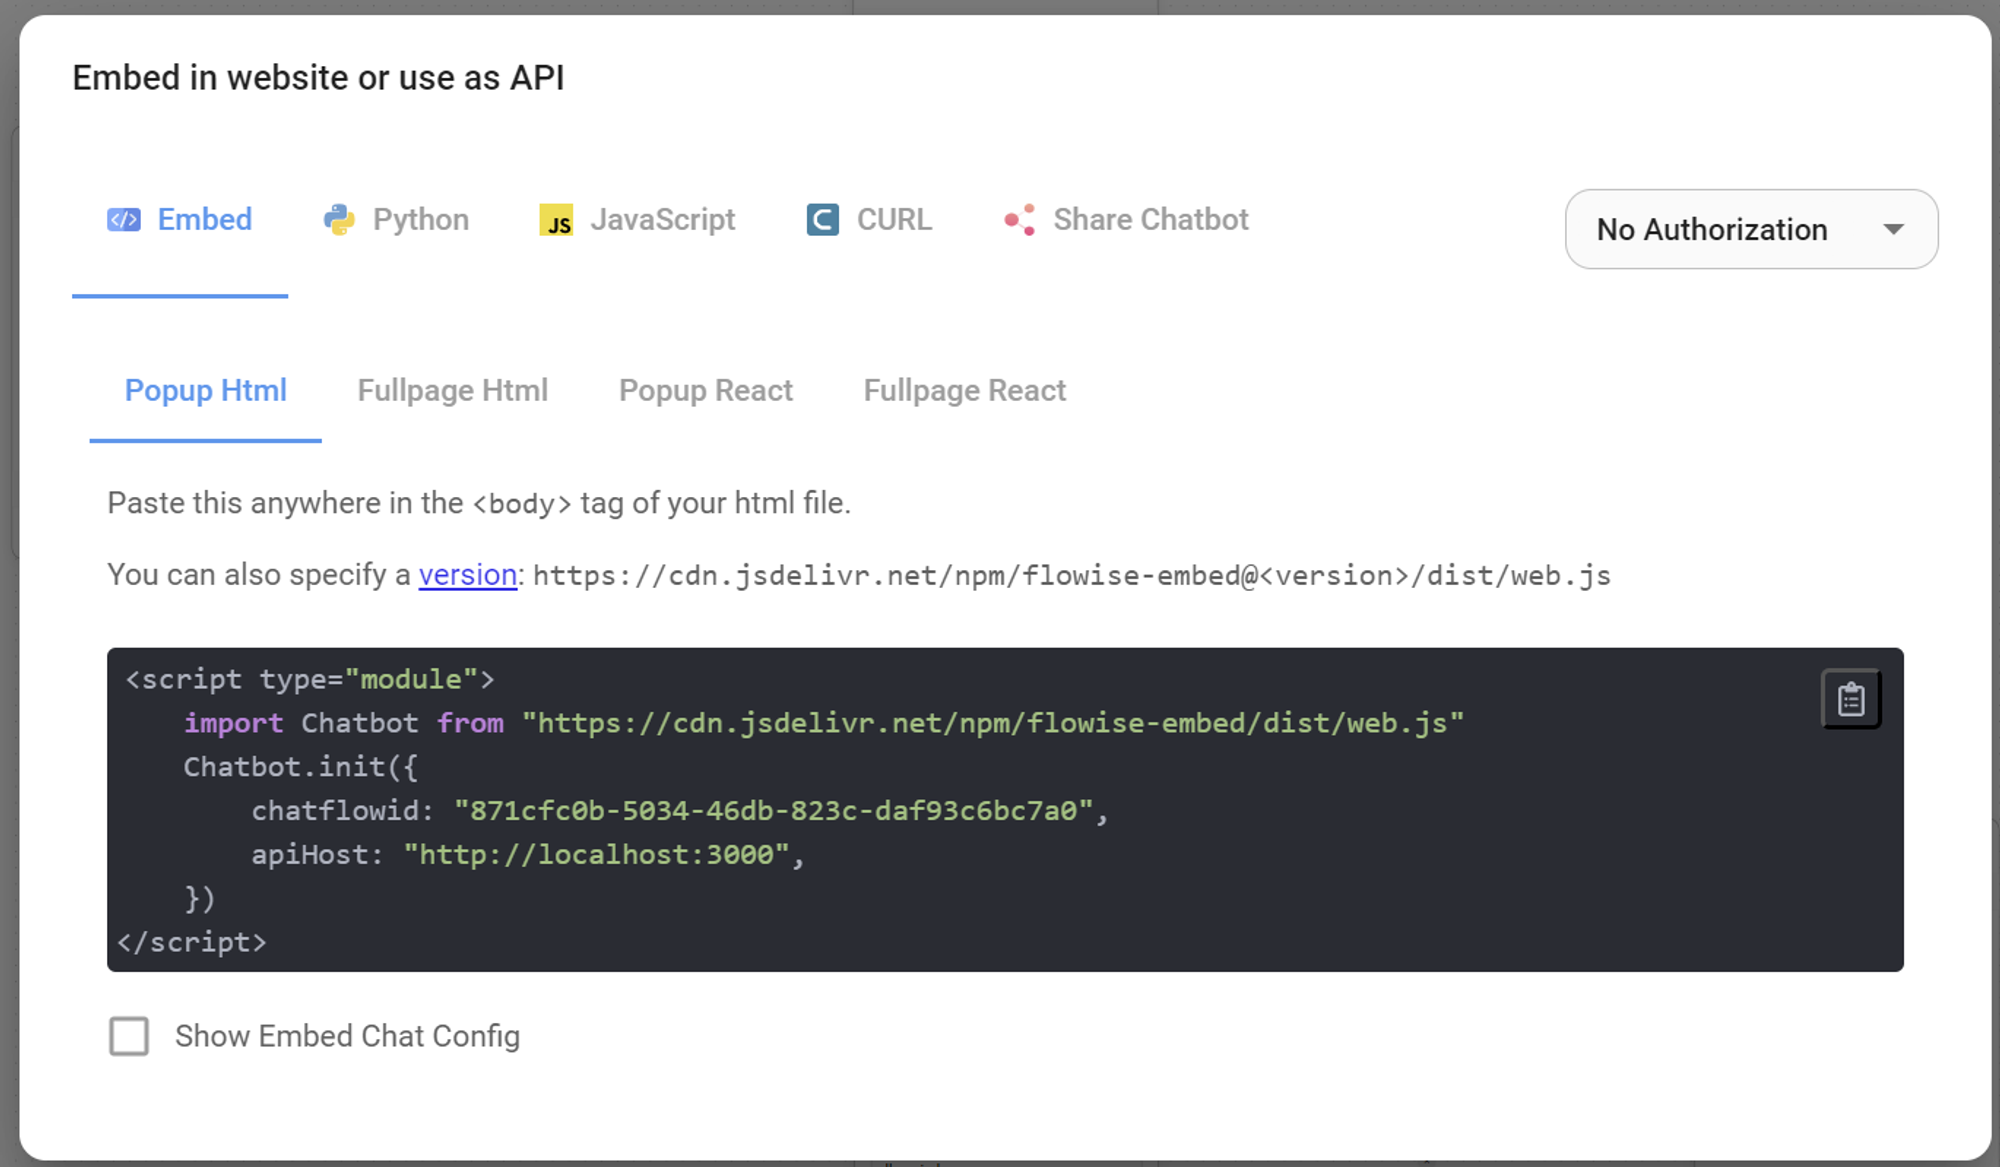 Embed in website or use as API
Embed
Python
JS JavaScript
C CURL
Share Chatbot
No Authorization
Popup Html
Fullpage Html
Popup React
Fullpage React
Paste this anywhere in the <body> tag of your html file.
You can also specify a version: https://cdn.jsdelivr.net/npm/flowise-embed@<version>/dist/web.js
<script type="module">
import Chatbot from "https://cdn.jsdelivr.net/npm/flowise-embed/dist/web.js"
Chatbot.init({
chatflowid: "871cfc0b-5034-46db-823c-daf93c6bc7a0",
apiHost: "http://localhost:3000",
})
</script>
Show Embed Chat Config